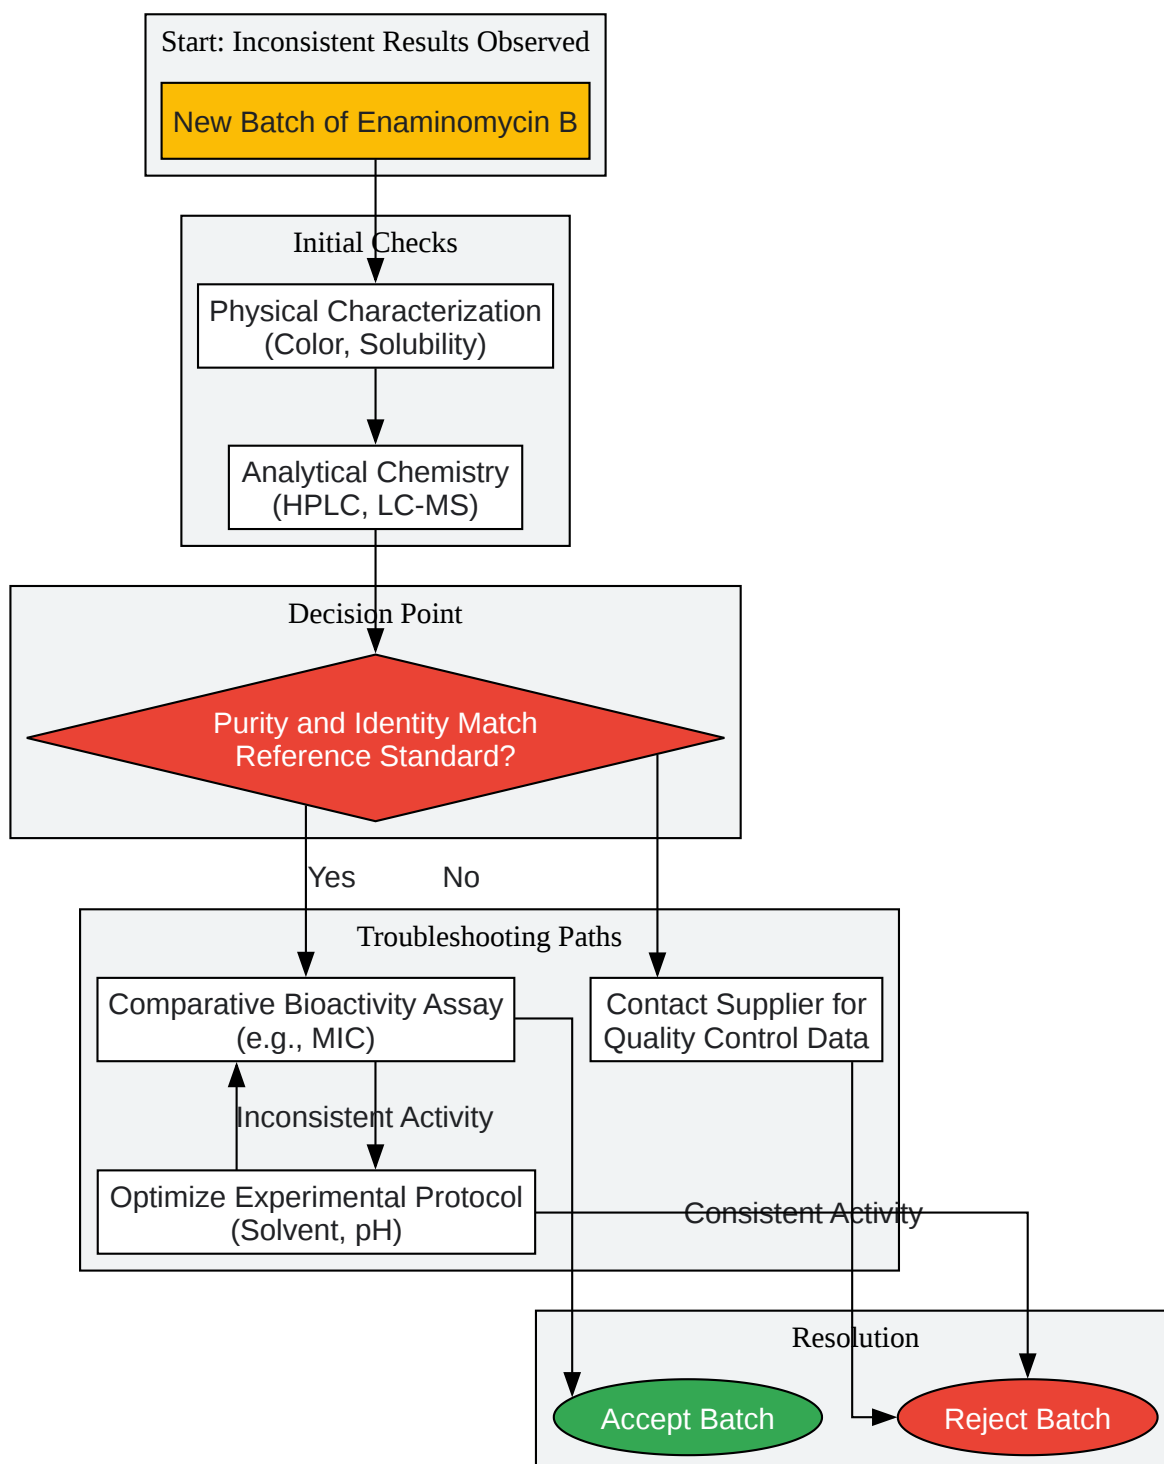 Start: Inconsistent Results Observed
New Batch of Enaminomycin B
Initial Checks
Physical Characterization
(Color, Solubility)
Analytical Chemistry
(HPLC, LC-MS)
Decision Point
Purity and Identity Match
Reference Standard?
Yes
No
Troubleshooting Paths
Comparative Bioactivity Assay
(e.g., MIC)
Contact Supplier for
Quality Control Data
Inconsistent Activity
Optimize Experimental Protocol
(Solvent, pH)
Consistent Activity
Resolution
Accept Batch
Reject Batch